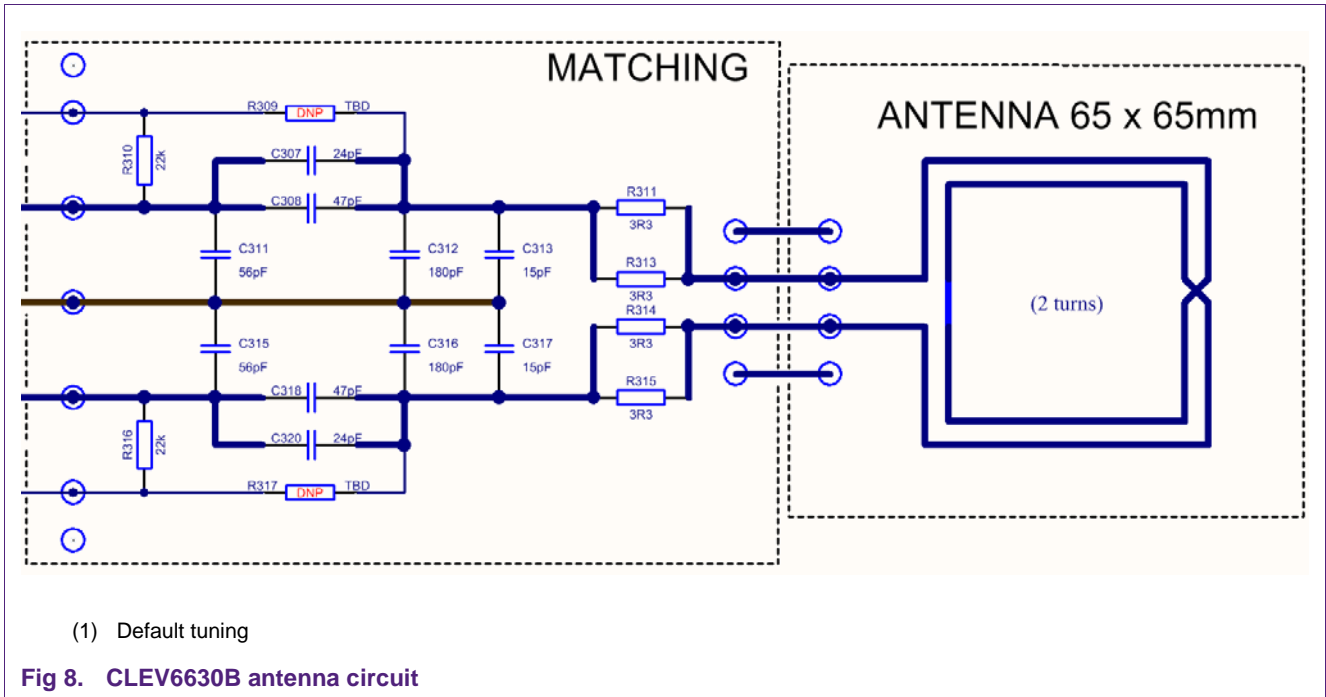 MATCHING
ANTENNA 65 x 65mm
R309 DNP TBD
R310 22k
C307 24pF
C308 47pF
C311 56pF
C312 180pF
C313 15pF
R311 3R3
R313 3R3
R314 3R3
R315 3R3
(2 turns)
C315 56pF
C316 180pF
C317 15pF
C318 47pF
C320 24pF
R316 22k
R317 DNP TBD
(1) Default tuning
Fig 8. CLEV6630B antenna circuit